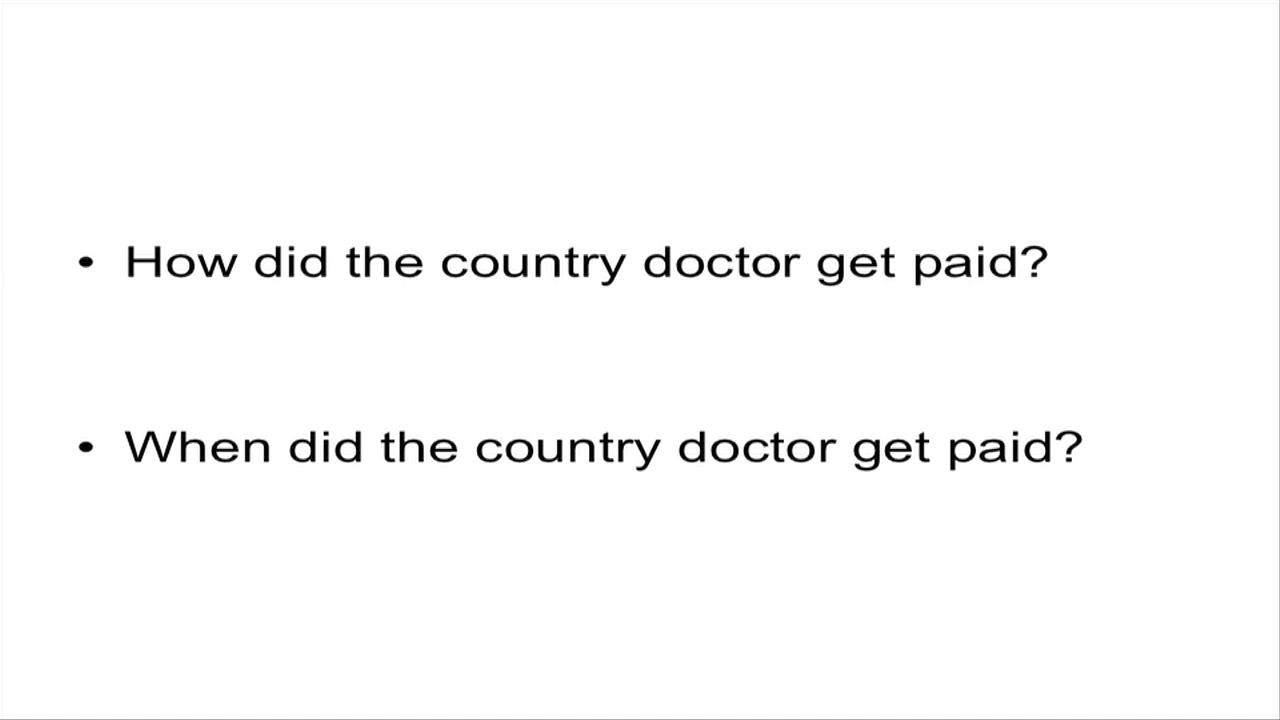 • How did the country doctor get paid?
• When did the country doctor get paid?